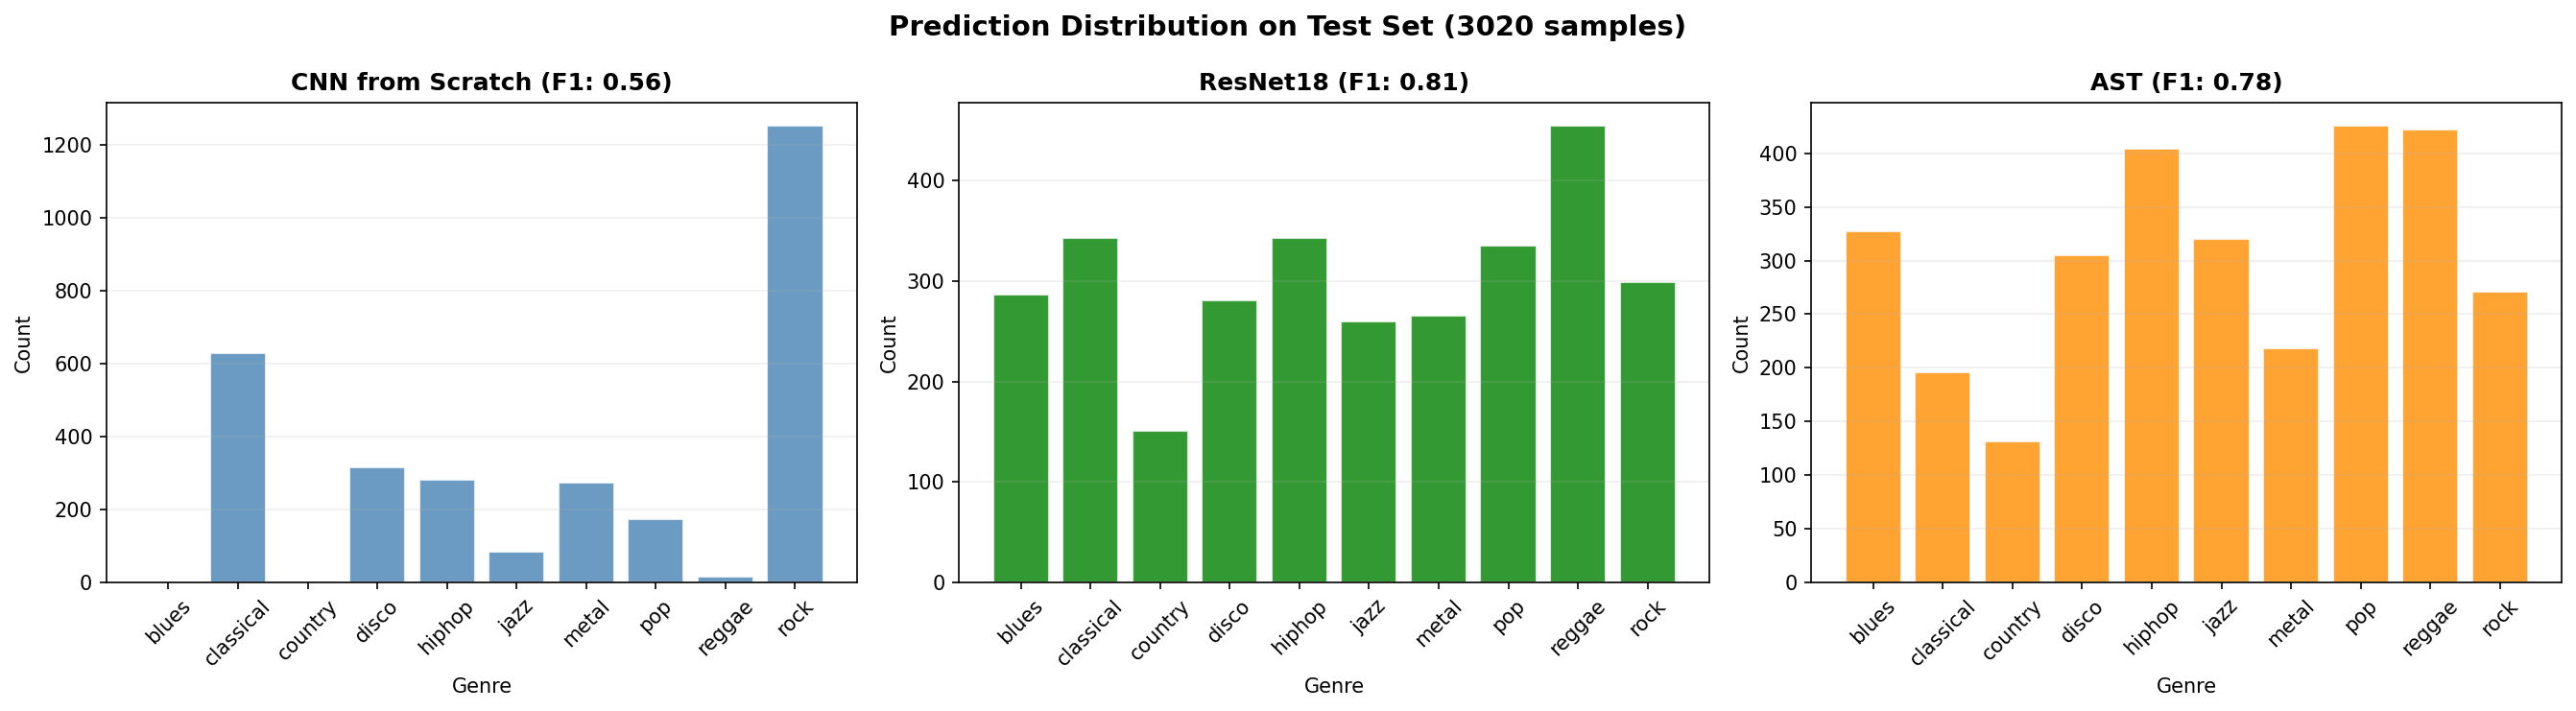 Prediction Distribution on Test Set (3020 samples)
CNN from Scratch (F1: 0.56)
Count
1200
1000
800
600
400
200
0
blues
classical
country
disco
hiphop
jazz
metal
pop
reggae
rock
Genre
ResNet18 (F1: 0.81)
Count
400
300
200
100
0
blues
classical
country
disco
hiphop
jazz
metal
pop
reggae
rock
Genre
AST (F1: 0.78)
Count
400
350
300
250
200
150
100
50
0
blues
classical
country
disco
hiphop
jazz
metal
pop
reggae
rock
Genre